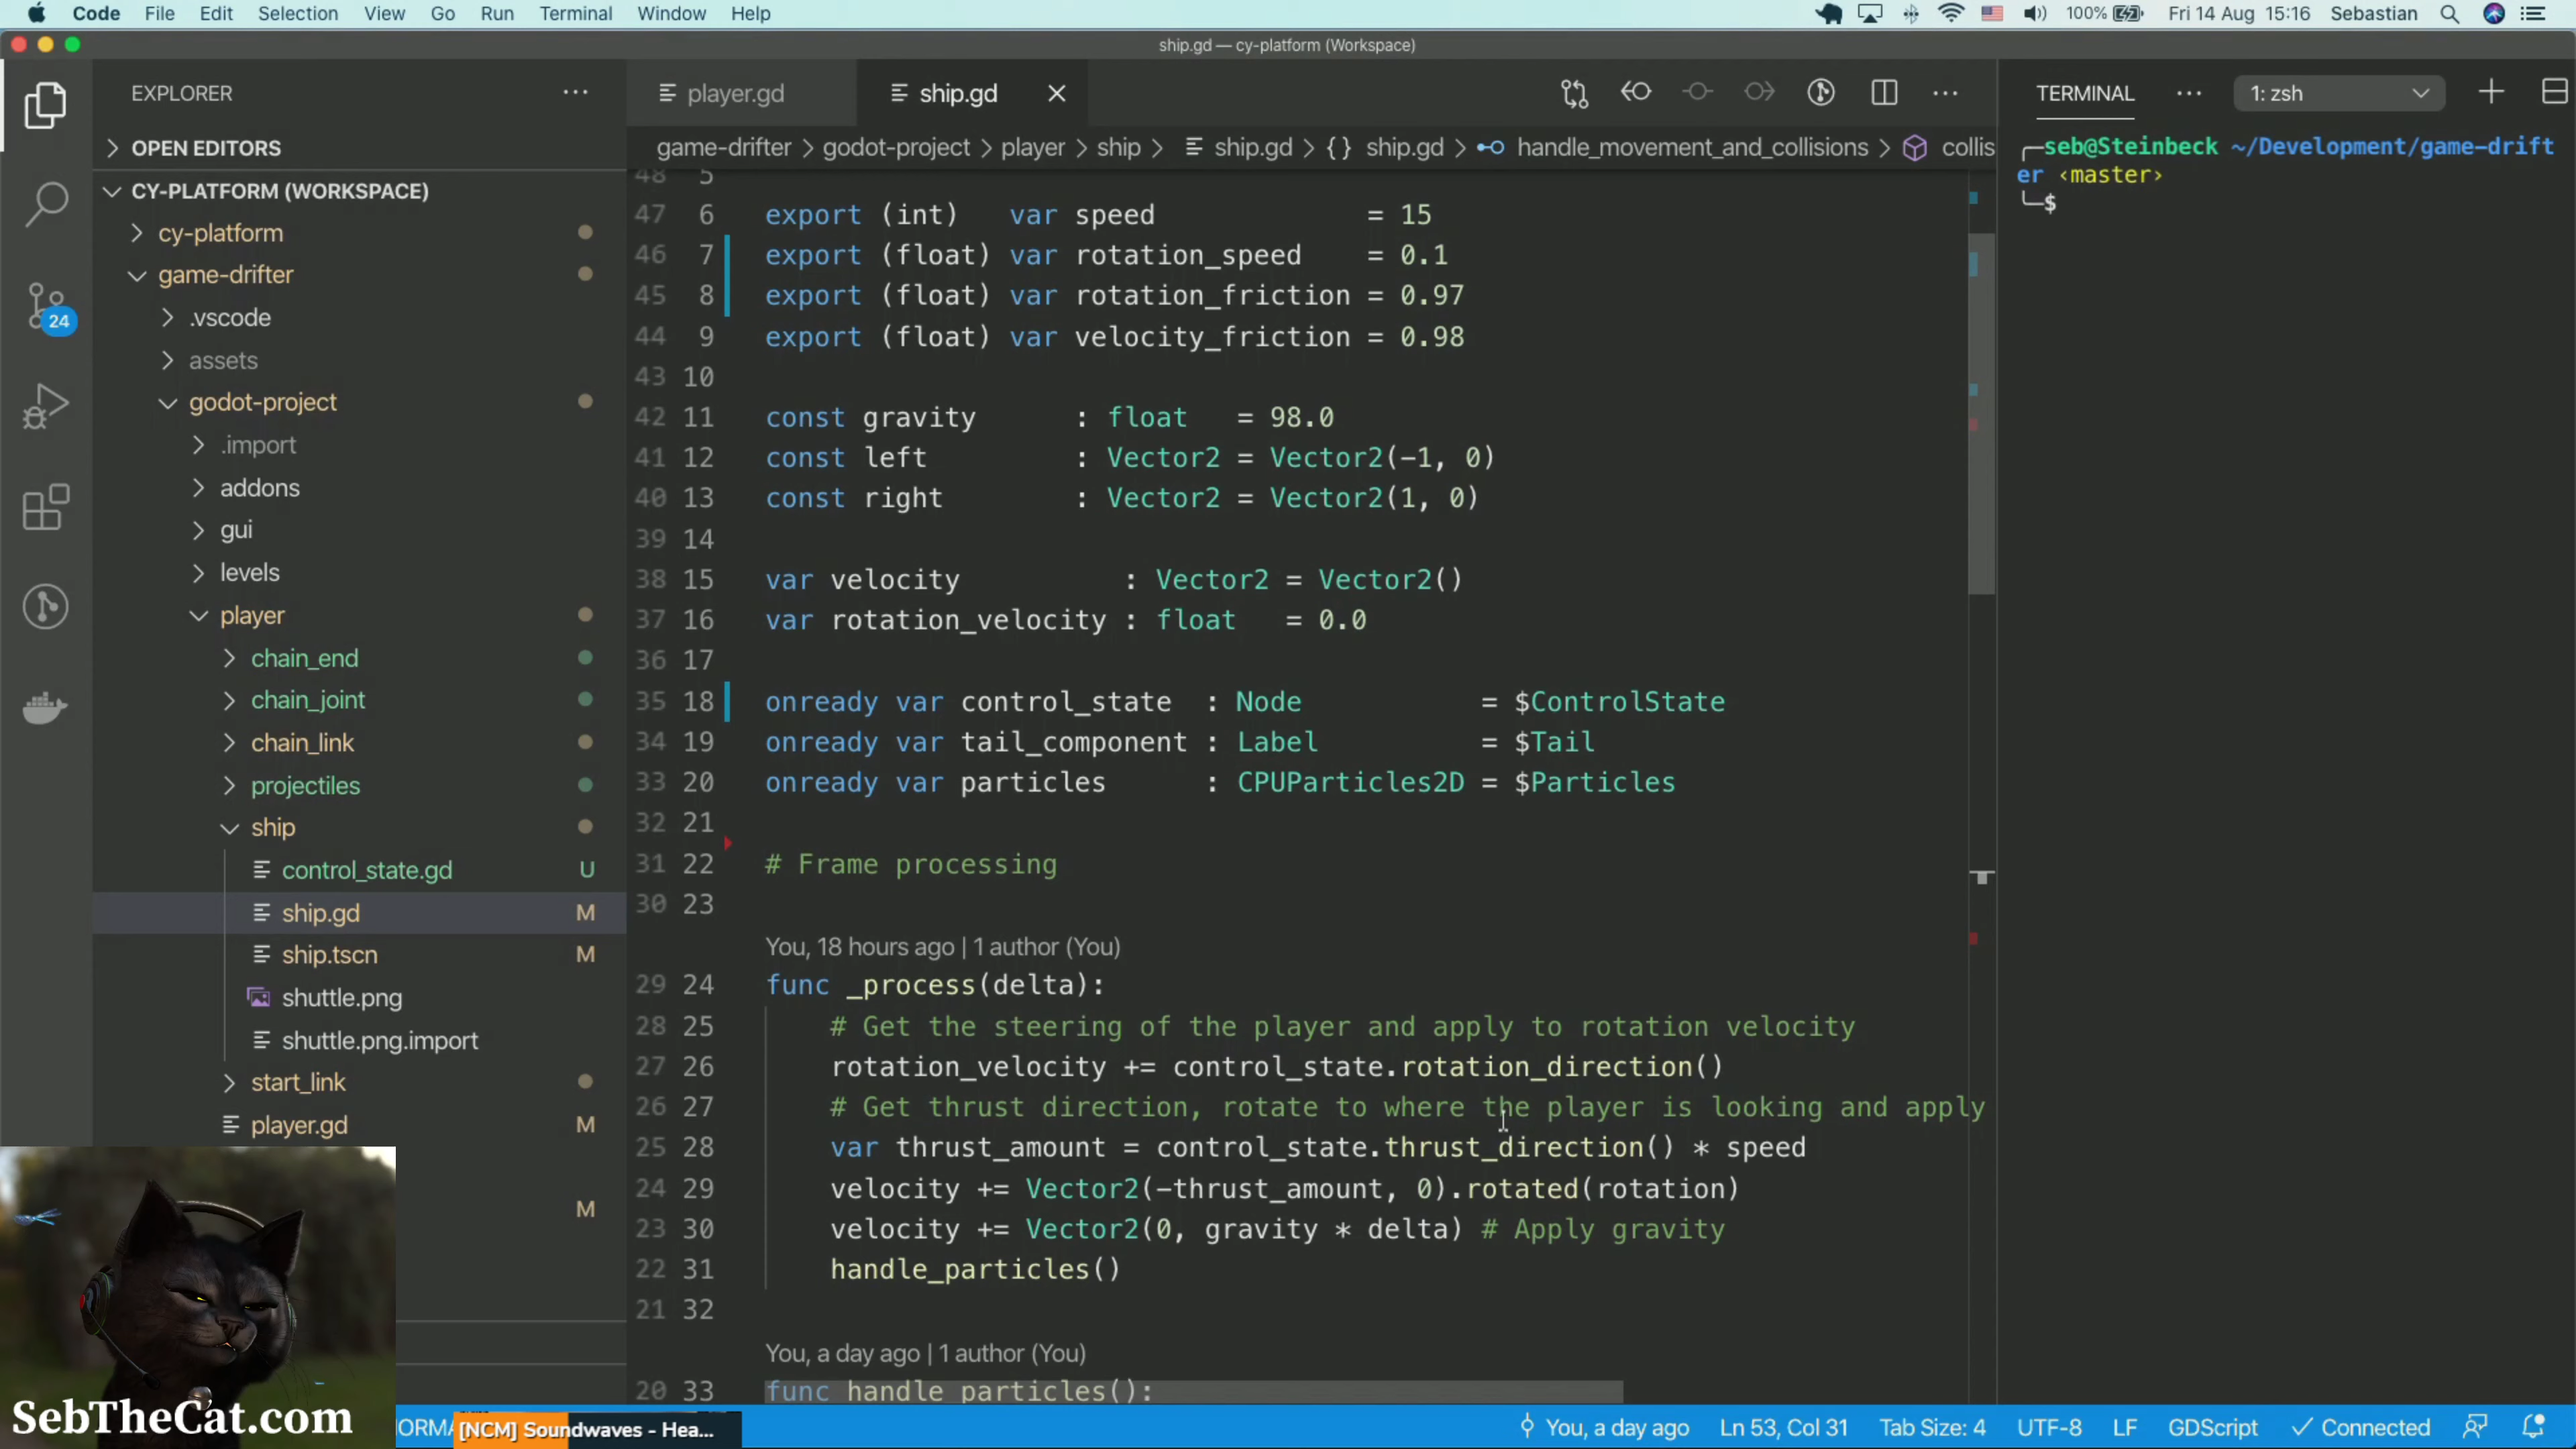 Code File Edit Selection View Go Run Terminal Window Help 100% Fri 14 Aug 15:16 Sebastian
ship.gd — cy-platform (Workspace)
EXPLORER ...
OPEN EDITORS
CY-PLATFORM (WORKSPACE)
cy-platform
game-drifter
.vscode
assets
godot-project
.import
addons
gui
levels
player
chain_end
chain_joint
chain_link
projectiles
ship
control_state.gd U
ship.gd M
ship.tscn M
shuttle.png
shuttle.png.import
start_link
player.gd M
M
24
player.gd ship.gd
game-drifter > godot-project > player > ship > ship.gd > {} ship.gd > handle_movement_and_collisions > collis
48 5
47 6 export (int) var speed = 15
46 7 export (float) var rotation_speed = 0.1
45 8 export (float) var rotation_friction = 0.97
44 9 export (float) var velocity_friction = 0.98
43 10
42 11 const gravity : float = 98.0
41 12 const left : Vector2 = Vector2(-1, 0)
40 13 const right : Vector2 = Vector2(1, 0)
39 14
38 15 var velocity : Vector2 = Vector2()
37 16 var rotation_velocity : float = 0.0
36 17
35 18 onready var control_state : Node = $ControlState
34 19 onready var tail_component : Label = $Tail
33 20 onready var particles : CPUParticles2D = $Particles
32 21
31 22 # Frame processing
30 23
You, 18 hours ago | 1 author (You)
29 24 func _process(delta):
28 25 # Get the steering of the player and apply to rotation velocity
27 26 rotation_velocity += control_state.rotation_direction()
26 27 # Get thrust direction, rotate to where the player is looking and apply
25 28 var thrust_amount = control_state.thrust_direction() * speed
24 29 velocity += Vector2(-thrust_amount, 0).rotated(rotation)
23 30 velocity += Vector2(0, gravity * delta) # Apply gravity
22 31 handle_particles()
21 32
You, a day ago | 1 author (You)
20 33 func handle_particles():
TERMINAL ... 1: zsh
seb@Steinbeck ~/Development/game-drift
er ‹master›
$
SebTheCat.com
[NCM] Soundwaves - Hea...
You, a day ago Ln 53, Col 31 Tab Size: 4 UTF-8 LF GDScript Connected